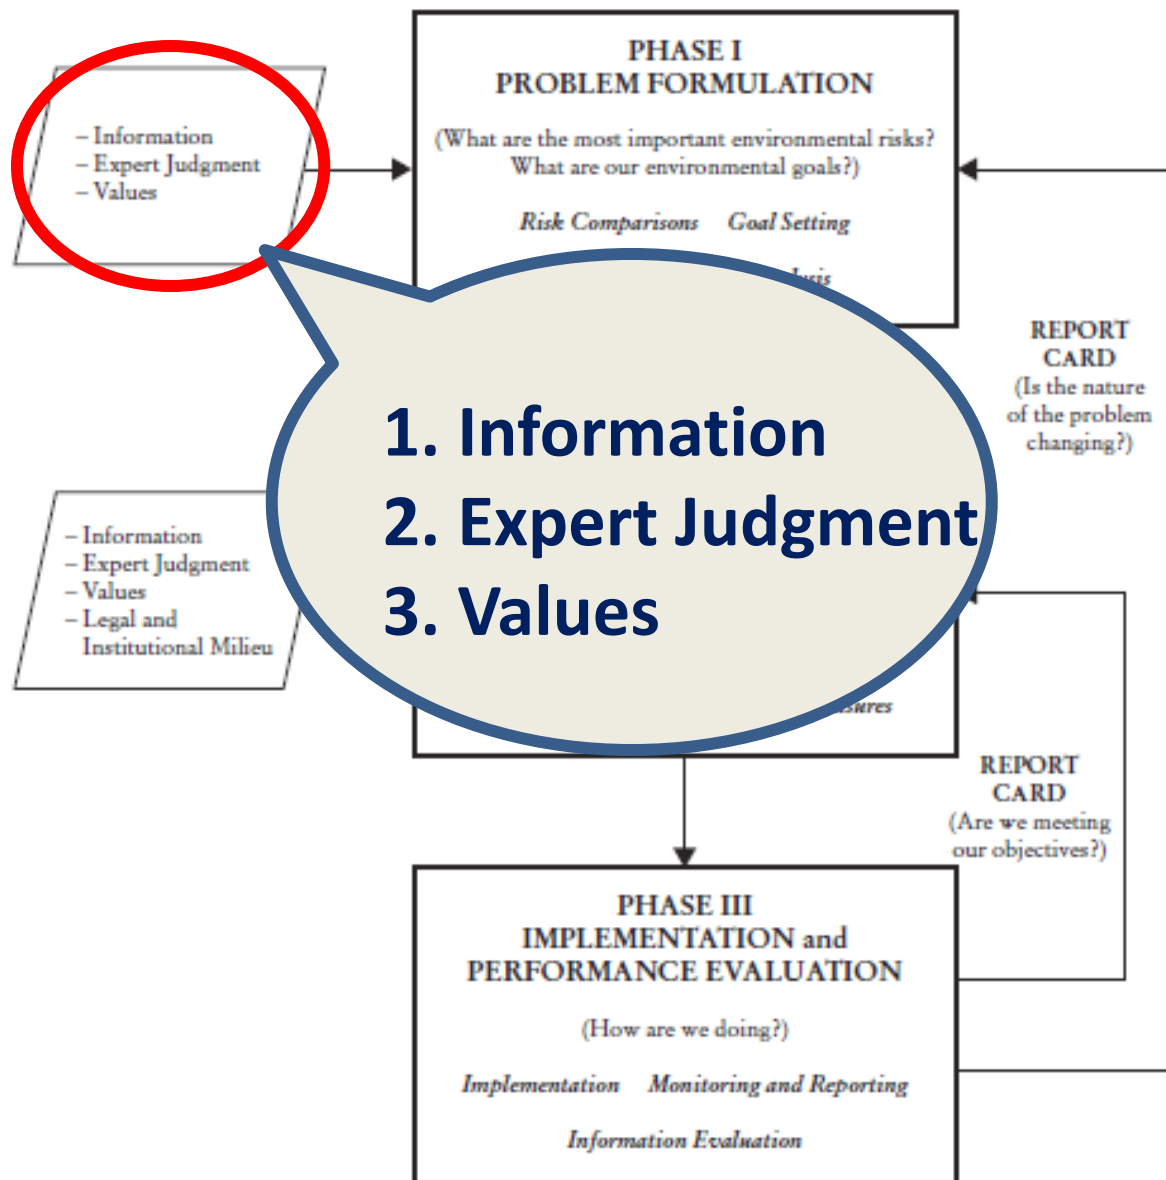 PHASE I
PROBLEM FORMULATION
(What are the most important environmental risks?
What are our environmental goals?)
Risk Comparisons Goal Setting
– Information
– Expert Judgment
– Values
REPORT
CARD
(Is the nature
of the problem
changing?)
1. Information
2. Expert Judgment
3. Values
– Information
– Expert Judgment
– Values
– Legal and
Institutional Milieu
REPORT
CARD
(Are we meeting
our objectives?)
PHASE III
IMPLEMENTATION and
PERFORMANCE EVALUATION
(How are we doing?)
Implementation Monitoring and Reporting
Information Evaluation